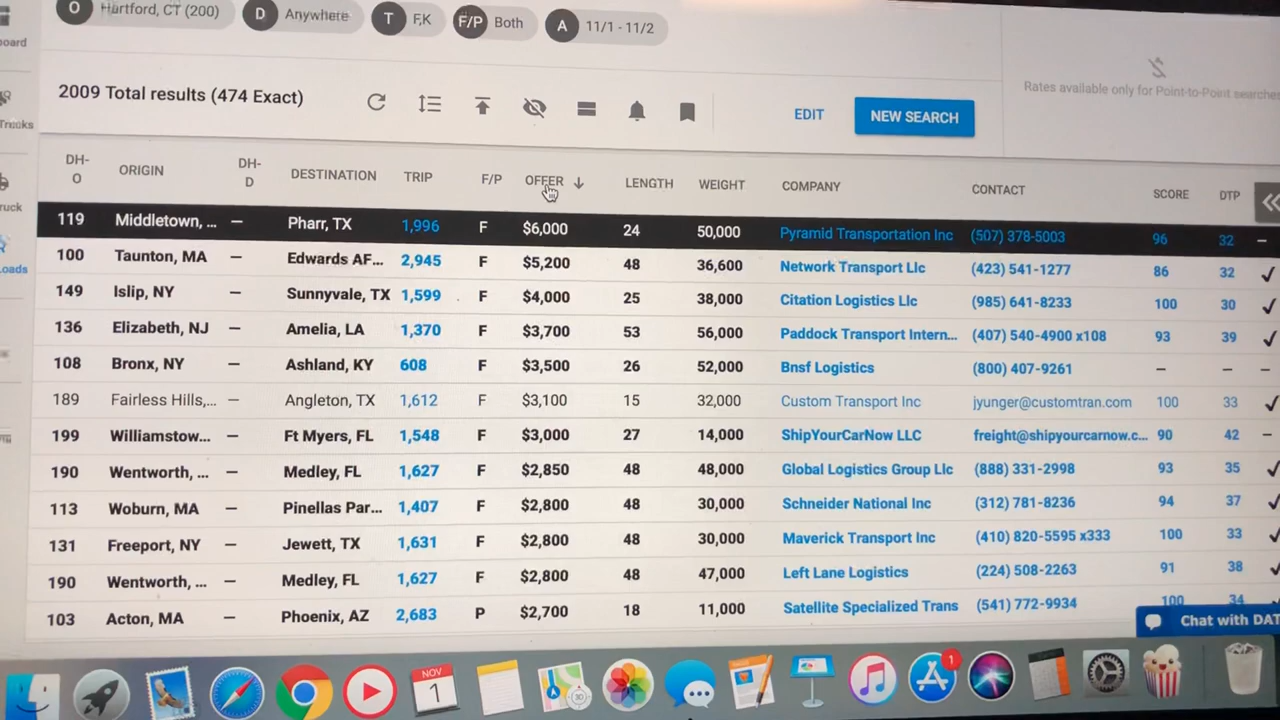 O Hartford, CT (200) D Anywhere T F,K F/P Both A 11/1 - 11/2
Rates available only for Point-to-Point searches
2009 Total results (474 Exact) EDIT NEW SEARCH
DH-O ORIGIN DH-D DESTINATION TRIP F/P OFFER ↓ LENGTH WEIGHT COMPANY CONTACT SCORE DTP
119 Middletown, ... – Pharr, TX 1,996 F $6,000 24 50,000 Pyramid Transportation Inc (507) 378-5003 96 32 –
100 Taunton, MA – Edwards AF... 2,945 F $5,200 48 36,600 Network Transport Llc (423) 541-1277 86 32 ✓
149 Islip, NY – Sunnyvale, TX 1,599 F $4,000 25 38,000 Citation Logistics Llc (985) 641-8233 100 30 ✓
136 Elizabeth, NJ – Amelia, LA 1,370 F $3,700 53 56,000 Paddock Transport Intern... (407) 540-4900 x108 93 39 ✓
108 Bronx, NY – Ashland, KY 608 F $3,500 26 52,000 Bnsf Logistics (800) 407-9261 – – –
189 Fairless Hills,... – Angleton, TX 1,612 F $3,100 15 32,000 Custom Transport Inc jyunger@customtran.com 100 33 ✓
199 Williamstow... – Ft Myers, FL 1,548 F $3,000 27 14,000 ShipYourCarNow LLC freight@shipyourcarnow.c... 90 42 –
190 Wentworth, ... – Medley, FL 1,627 F $2,850 48 48,000 Global Logistics Group Llc (888) 331-2998 93 35 ✓
113 Woburn, MA – Pinellas Par... 1,407 F $2,800 48 30,000 Schneider National Inc (312) 781-8236 94 37 ✓
131 Freeport, NY – Jewett, TX 1,631 F $2,800 48 30,000 Maverick Transport Inc (410) 820-5595 x333 100 33 ✓
190 Wentworth, ... – Medley, FL 1,627 F $2,800 48 47,000 Left Lane Logistics (224) 508-2263 91 38 ✓
103 Acton, MA – Phoenix, AZ 2,683 P $2,700 18 11,000 Satellite Specialized Trans (541) 772-9934 100 34
Chat with DAT
NOV
1
30
1